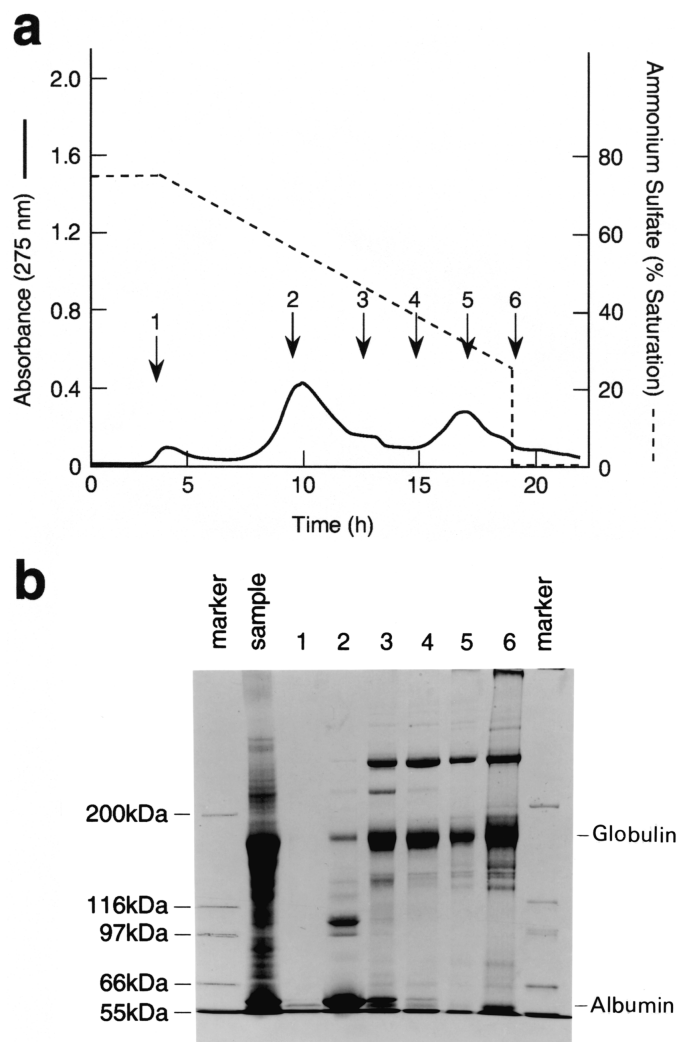 a
Absorbance (275 nm)
2.0
1.6
1.2
0.8
0.4
0
Ammonium Sulfate (% Saturation)
80
60
40
20
0
1
2
3
4
5
6
0
5
10
15
20
Time (h)
b
marker
sample
1
2
3
4
5
6
marker
200kDa
116kDa
97kDa
66kDa
55kDa
Globulin
Albumin